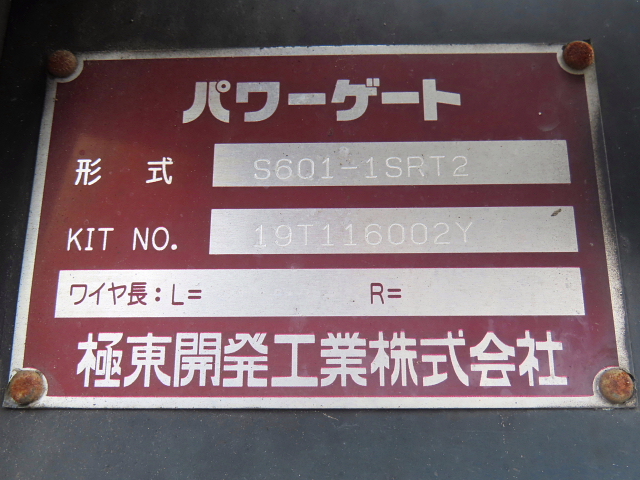 パワーゲート
形式 S601-1SRT2
KIT NO. 19T116002Y
ワイヤ長：L= R=
極東開発工業株式会社